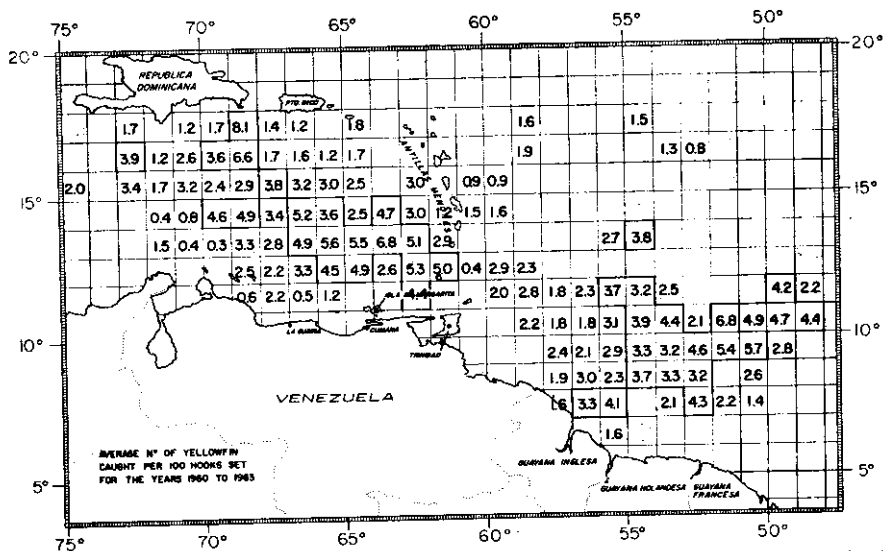 75° 70° 65° 60° 55° 50°
20° 20°
REPUBLICA
DOMINICANA
PTO. RICO
1.7 1.2 1.7 8.1 1.4 1.2 1.8 1.6 1.5
3.9 1.2 2.6 3.6 6.6 1.7 1.6 1.2 1.7 1.9 1.3 0.8
ANTILLAS MENORES
15° 2.0 3.4 1.7 3.2 2.4 2.9 3.8 3.2 3.0 2.5 3.0 0.9 0.9 15°
0.4 0.8 4.6 4.9 3.4 5.2 3.6 2.5 4.7 3.0 1.4 1.5 1.6
1.5 0.4 0.3 3.3 2.8 4.9 5.6 5.5 6.8 5.1 2.7 3.8
2.5 2.2 3.3 4.5 4.9 2.6 5.3 5.0 0.4 2.9 2.3
0.6 2.2 0.5 1.2 2.0 2.8 1.8 2.3 3.7 3.2 2.5 4.2 2.2
LA GUAIRA CUMANA
2.2 1.8 1.8 3.1 3.9 4.4 2.1 6.8 4.9 4.7 4.4
10° TRINIDAD 10°
2.4 2.1 2.9 3.3 3.2 4.6 5.4 5.7 2.8
1.9 3.0 2.3 3.7 3.3 3.2 2.6
VENEZUELA
1.6 3.3 4.1 2.1 4.3 2.2 1.4
1.6
AVERAGE Nº OF YELLOWFIN
CAUGHT PER 100 HOOKS SET
FOR THE YEARS 1960 TO 1963
GUAYANA INGLESA
5° 5°
GUAYANA HOLANDESA
GUAYANA
FRANCESA
75° 70° 65° 60° 55° 50°